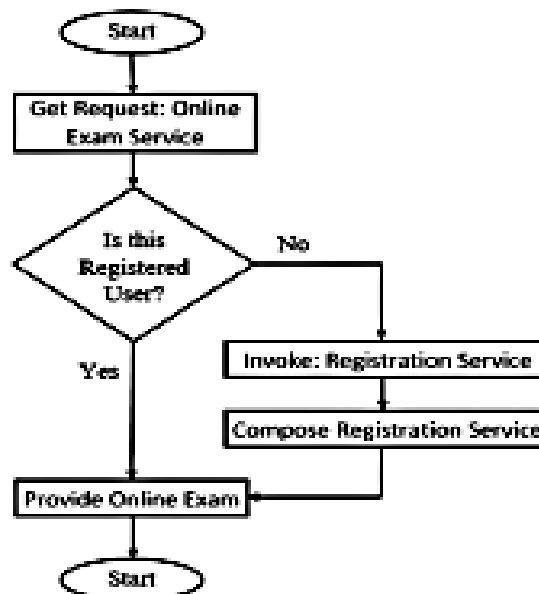 Start
Get Request: Online
Exam Service
Is this
Registered
User?
No
Yes
Invoke: Registration Service
Compose Registration Service
Provide Online Exam
Start